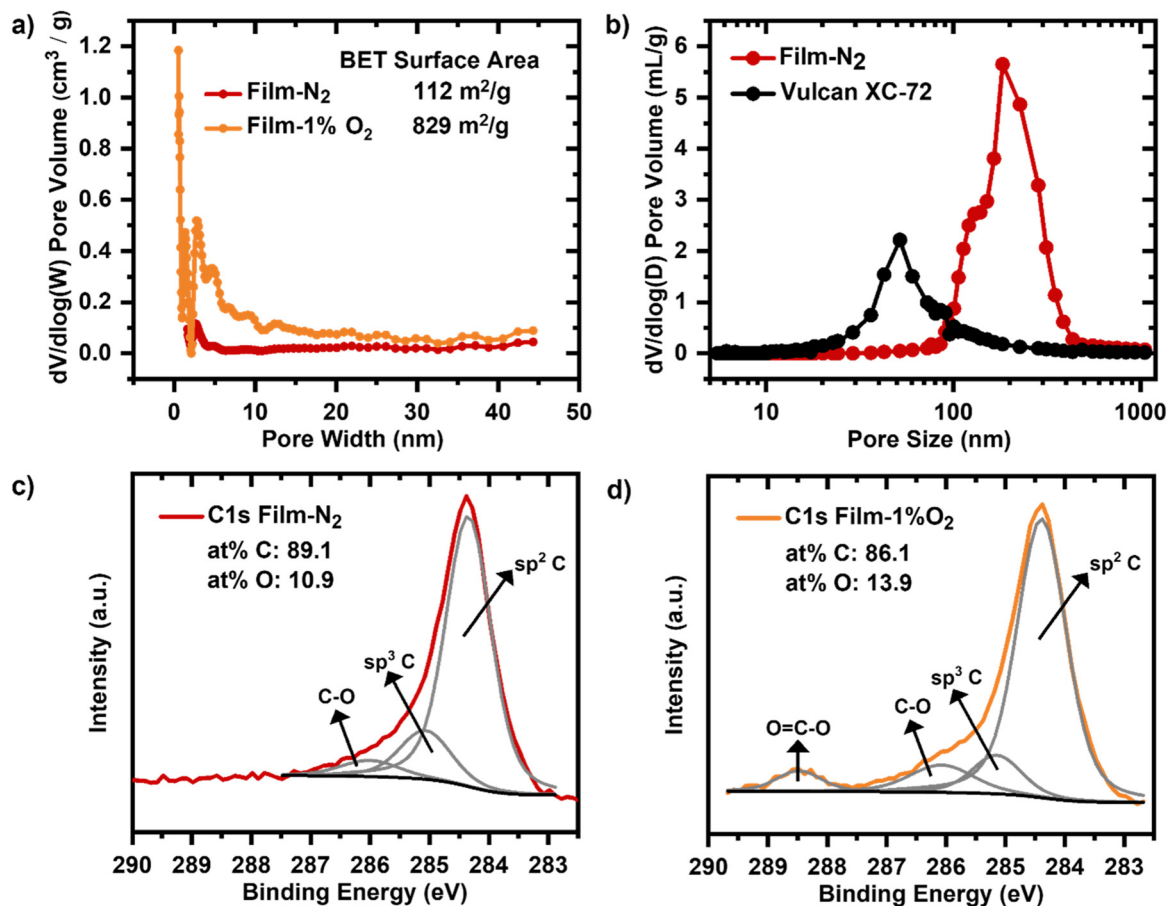 a)
dV/dlog(W) Pore Volume (cm³ / g)
1.2
1.0
0.8
0.6
0.4
0.2
0.0
BET Surface Area
Film-N₂ 112 m²/g
Film-1% O₂ 829 m²/g
0 10 20 30 40 50
Pore Width (nm)
b)
dV/dlog(D) Pore Volume (mL/g)
6
5
4
3
2
1
0
Film-N₂
Vulcan XC-72
10 100 1000
Pore Size (nm)
c)
Intensity (a.u.)
C1s Film-N₂
at% C: 89.1
at% O: 10.9
sp² C
sp³ C
C-O
290 289 288 287 286 285 284 283
Binding Energy (eV)
d)
Intensity (a.u.)
C1s Film-1%O₂
at% C: 86.1
at% O: 13.9
sp² C
sp³ C
C-O
O=C-O
290 289 288 287 286 285 284 283
Binding Energy (eV)